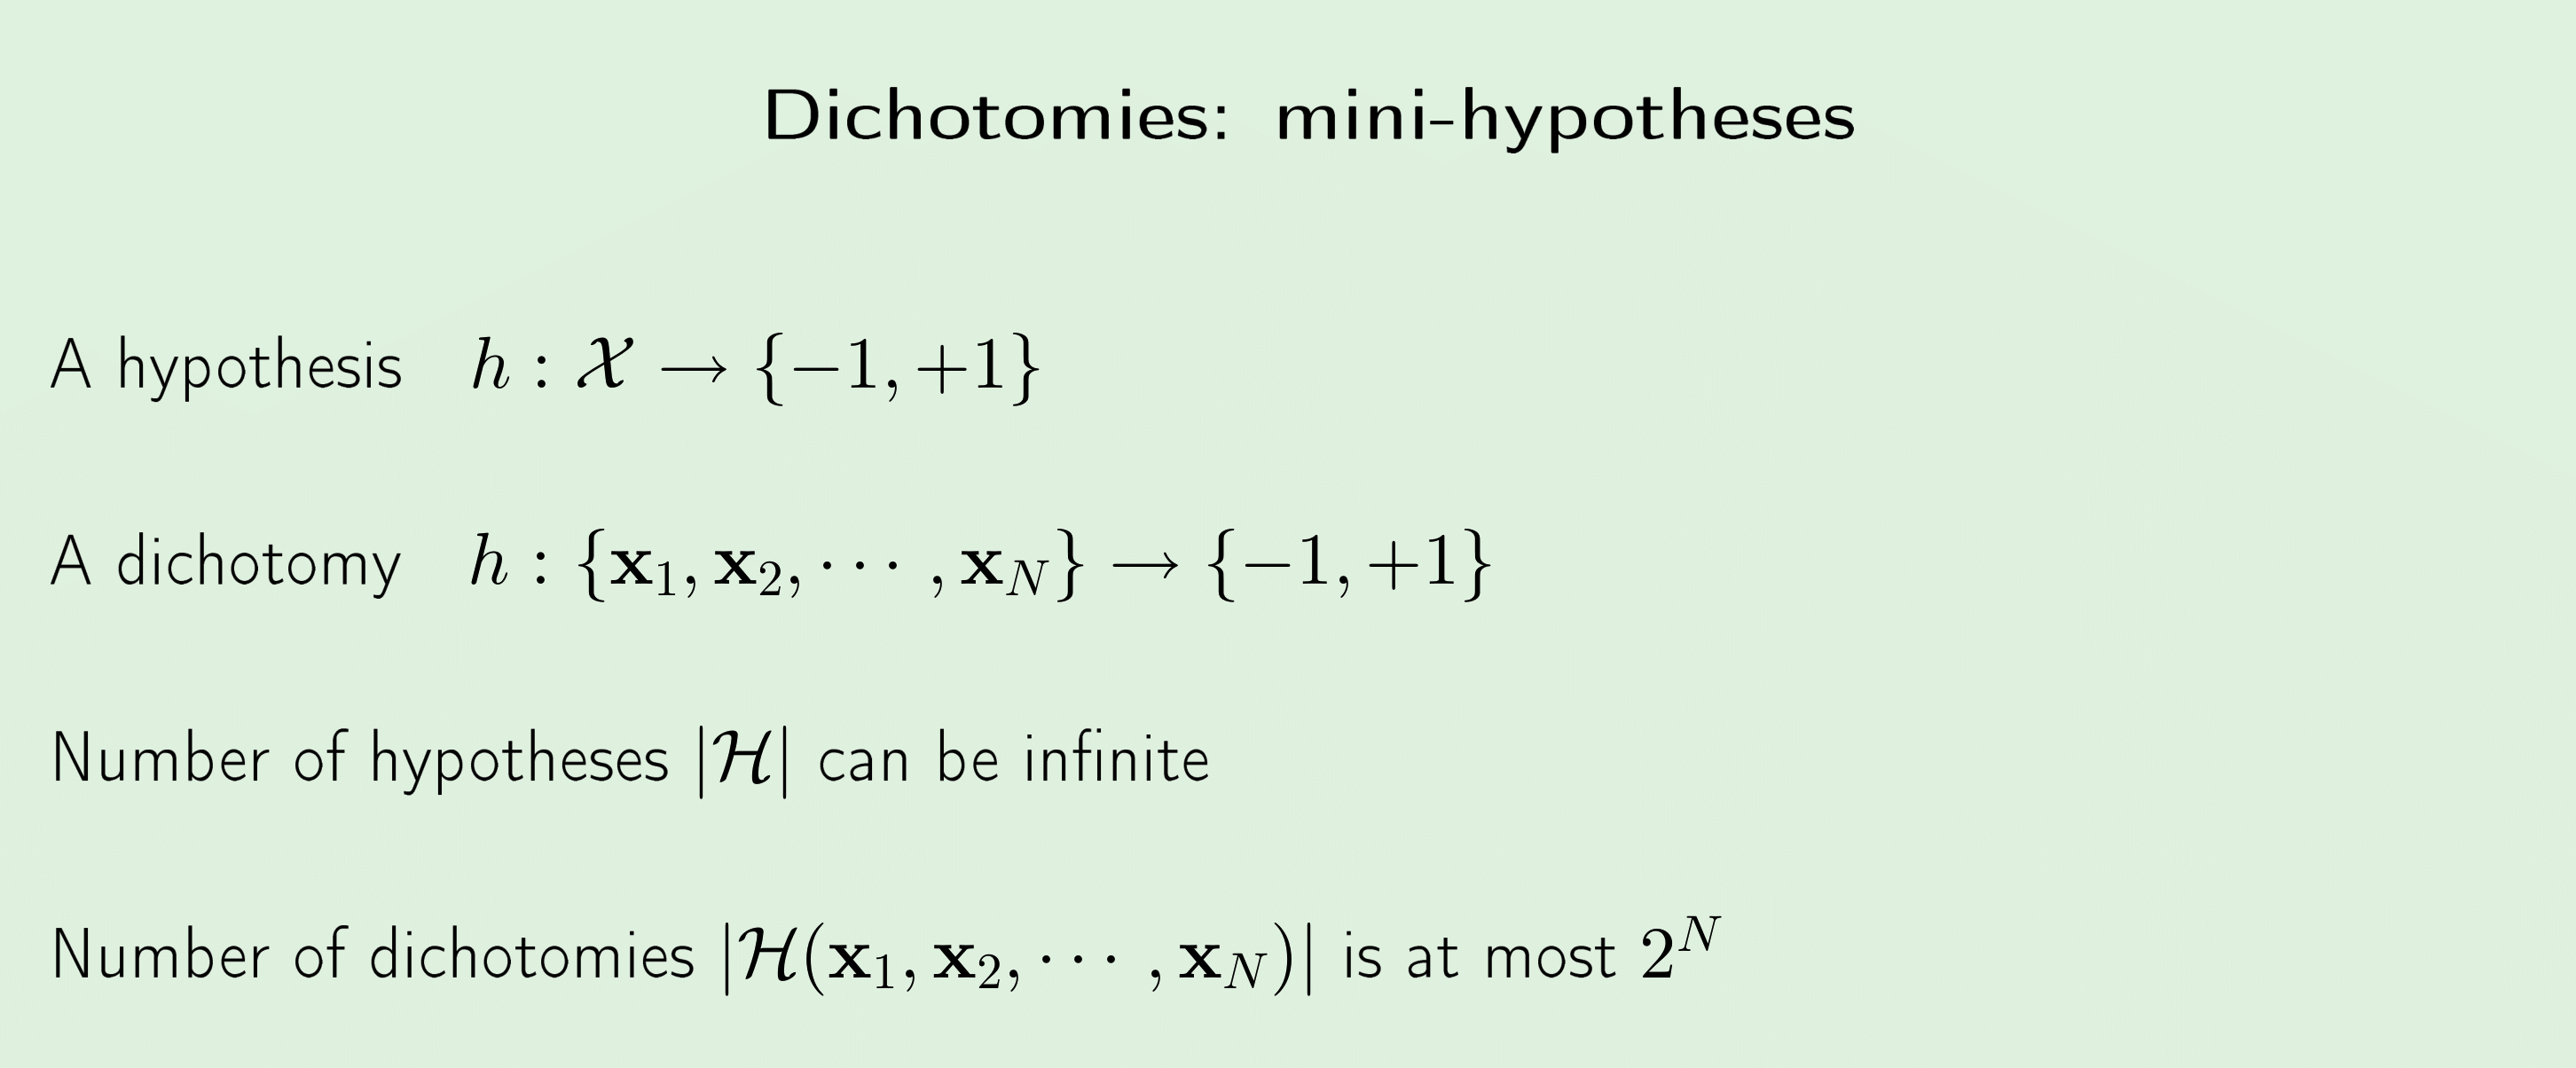 Dichotomies: mini-hypotheses
A hypothesis $h : \mathcal{X} \to \{-1, +1\}$
A dichotomy $h : \{\mathbf{x}_1, \mathbf{x}_2, \cdots, \mathbf{x}_N\} \to \{-1, +1\}$
Number of hypotheses $|\mathcal{H}|$ can be infinite
Number of dichotomies $|\mathcal{H}(\mathbf{x}_1, \mathbf{x}_2, \cdots, \mathbf{x}_N)|$ is at most $2^N$